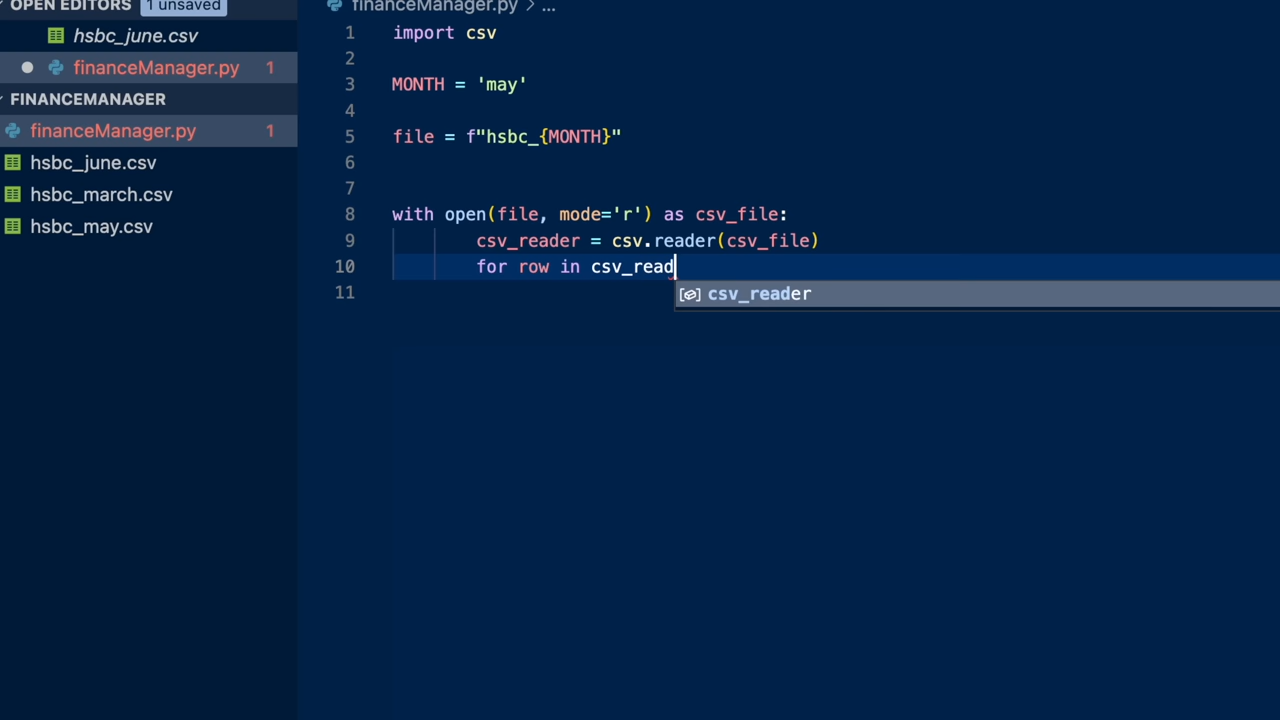 OPEN EDITORS 1 unsaved
hsbc_june.csv
financeManager.py 1
FINANCEMANAGER
financeManager.py 1
hsbc_june.csv
hsbc_march.csv
hsbc_may.csv
financeManager.py > ...
1 import csv
2
3 MONTH = 'may'
4
5 file = f"hsbc_{MONTH}"
6
7
8 with open(file, mode='r') as csv_file:
9 csv_reader = csv.reader(csv_file)
10 for row in csv_read
csv_reader
11